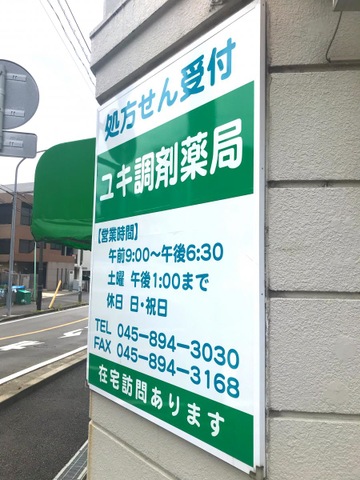 処方せん受付
ユキ調剤薬局
【営業時間】
午前9:00〜午後6:30
土曜 午後1:00まで
休日 日・祝日
TEL 045-894-3030
FAX 045-894-3168
在宅訪問あります